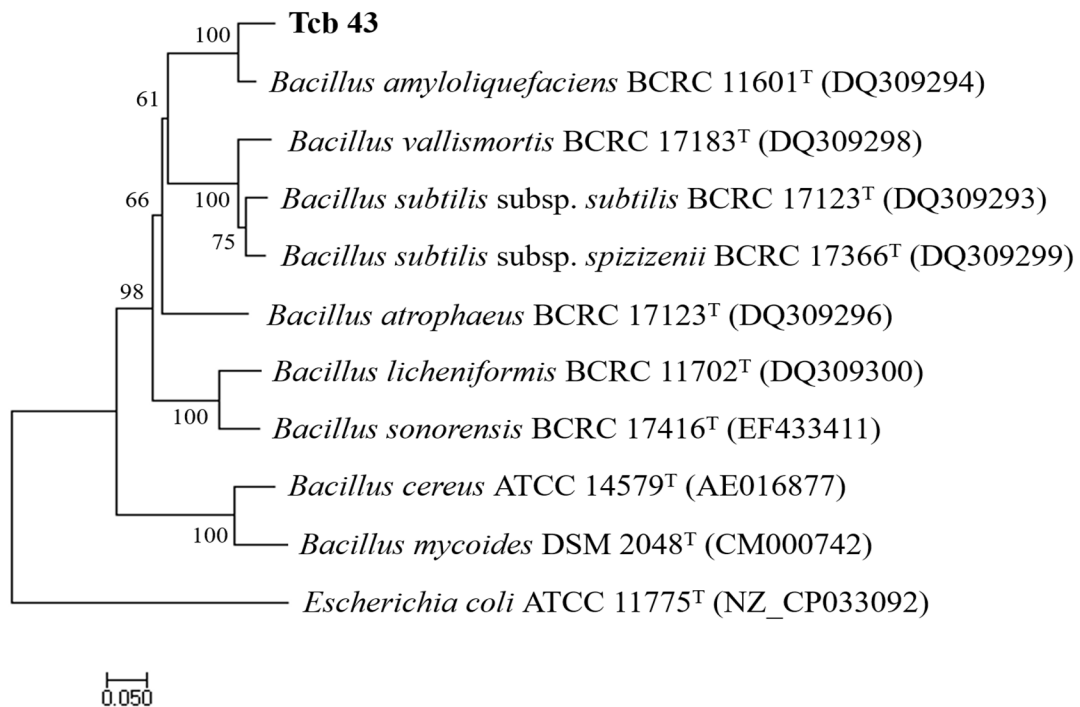 100
Tcb 43
Bacillus amyloliquefaciens BCRC 11601ᵀ (DQ309294)
61
Bacillus vallismortis BCRC 17183ᵀ (DQ309298)
66
100
Bacillus subtilis subsp. subtilis BCRC 17123ᵀ (DQ309293)
75
Bacillus subtilis subsp. spizizenii BCRC 17366ᵀ (DQ309299)
98
Bacillus atrophaeus BCRC 17123ᵀ (DQ309296)
Bacillus licheniformis BCRC 11702ᵀ (DQ309300)
100
Bacillus sonorensis BCRC 17416ᵀ (EF433411)
Bacillus cereus ATCC 14579ᵀ (AE016877)
100
Bacillus mycoides DSM 2048ᵀ (CM000742)
Escherichia coli ATCC 11775ᵀ (NZ_CP033092)
0.050